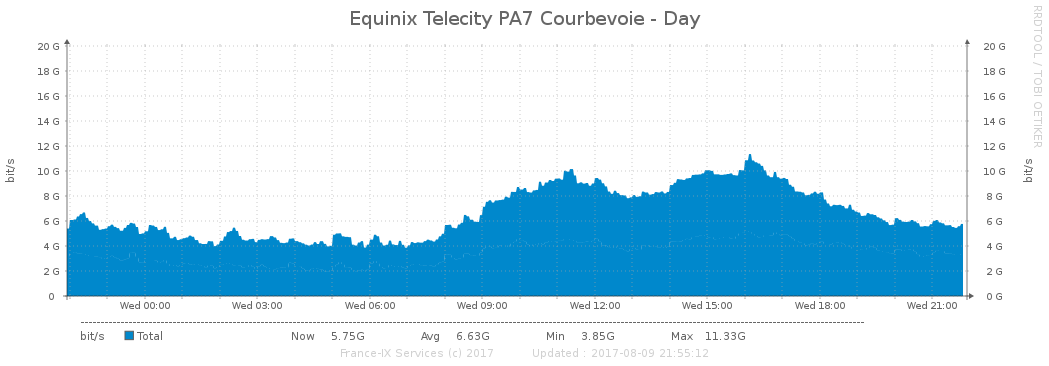 Equinix Telecity PA7 Courbevoie - Day
RRDTOOL / TOBI OETIKER
20 G 20 G
18 G 18 G
16 G 16 G
14 G 14 G
12 G 12 G
10 G 10 G
8 G 8 G
6 G 6 G
4 G 4 G
2 G 2 G
0 0 G
bit/s bit/s
Wed 00:00 Wed 03:00 Wed 06:00 Wed 09:00 Wed 12:00 Wed 15:00 Wed 18:00 Wed 21:00
bit/s Total Now 5.75G Avg 6.63G Min 3.85G Max 11.33G
France-IX Services (c) 2017 Updated : 2017-08-09 21:55:12